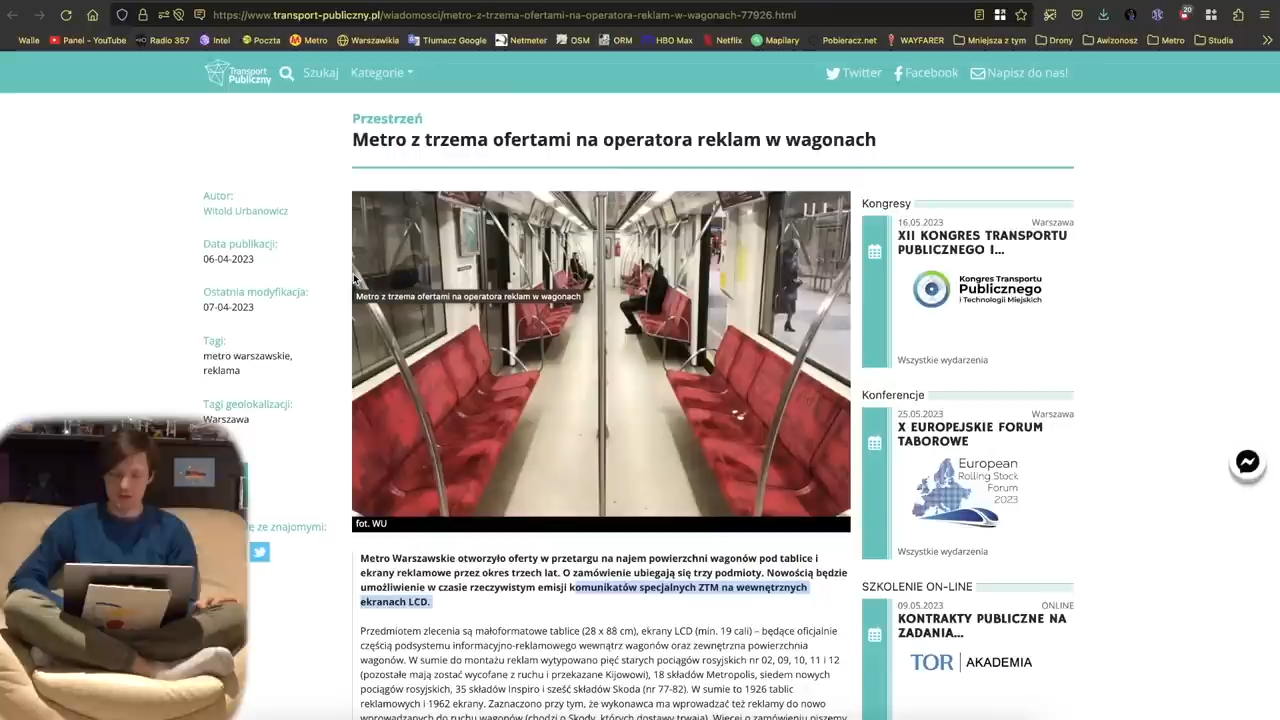 https://www.transport-publiczny.pl/wiadomosci/metro-z-trzema-ofertami-na-operatora-reklam-w-wagonach-77926.html
20
Walle
Panel - YouTube
Radio 357
Intel
Poczta
Metro
Warszawikia
Tłumacz Google
Netmeter
OSM
ORM
HBO Max
Netflix
Mapilary
Pobieracz.net
WAYFARER
Mniejsza z tym
Drony
Awizonosz
Metro
Studia
Transport
Publiczny
Szukaj
Kategorie
Twitter
Facebook
Napisz do nas!
Przestrzeń
Metro z trzema ofertami na operatora reklam w wagonach
Autor:
Witold Urbanowicz
Data publikacji:
06-04-2023
Ostatnia modyfikacja:
07-04-2023
Tagi:
metro warszawskie,
reklama
Tagi geolokalizacji:
Warszawa
ę ze znajomymi:
Metro z trzema ofertami na operatora reklam w wagonach
fot. WU
Metro Warszawskie otworzyło oferty w przetargu na najem powierzchni wagonów pod tablice i
ekrany reklamowe przez okres trzech lat. O zamówienie ubiegają się trzy podmioty. Nowością będzie
umożliwienie w czasie rzeczywistym emisji komunikatów specjalnych ZTM na wewnętrznych
ekranach LCD.
Przedmiotem zlecenia są małoformatowe tablice (28 x 88 cm), ekrany LCD (min. 19 cali) – będące oficjalnie
częścią podsystemu informacyjno-reklamowego wewnątrz wagonów oraz zewnętrzna powierzchnia
wagonów. W sumie do montażu reklam wytypowano pięć starych pociągów rosyjskich nr 02, 09, 10, 11 i 12
(pozostałe mają zostać wycofane z ruchu i przekazane Kijowowi), 18 składów Metropolis, siedem nowych
pociągów rosyjskich, 35 składów Inspiro i sześć składów Skoda (nr 77-82). W sumie to 1926 tablic
reklamowych i 1962 ekrany. Zaznaczono przy tym, że wykonawca ma wprowadzać też reklamy do nowo
wprowadzanych do ruchu wagonów (chodzi o Skody, których dostawy trwają). Więcej o zamówieniu piszemy
Kongresy
16.05.2023
Warszawa
XII KONGRES TRANSPORTU
PUBLICZNEGO I...
Kongres Transportu
Publicznego
i Technologii Miejskich
Wszystkie wydarzenia
Konferencje
25.05.2023
Warszawa
X EUROPEJSKIE FORUM
TABOROWE
European
Rolling Stock
Forum
2023
Wszystkie wydarzenia
SZKOLENIE ON-LINE
09.05.2023
ONLINE
KONTRAKTY PUBLICZNE NA
ZADANIA...
TOR
AKADEMIA